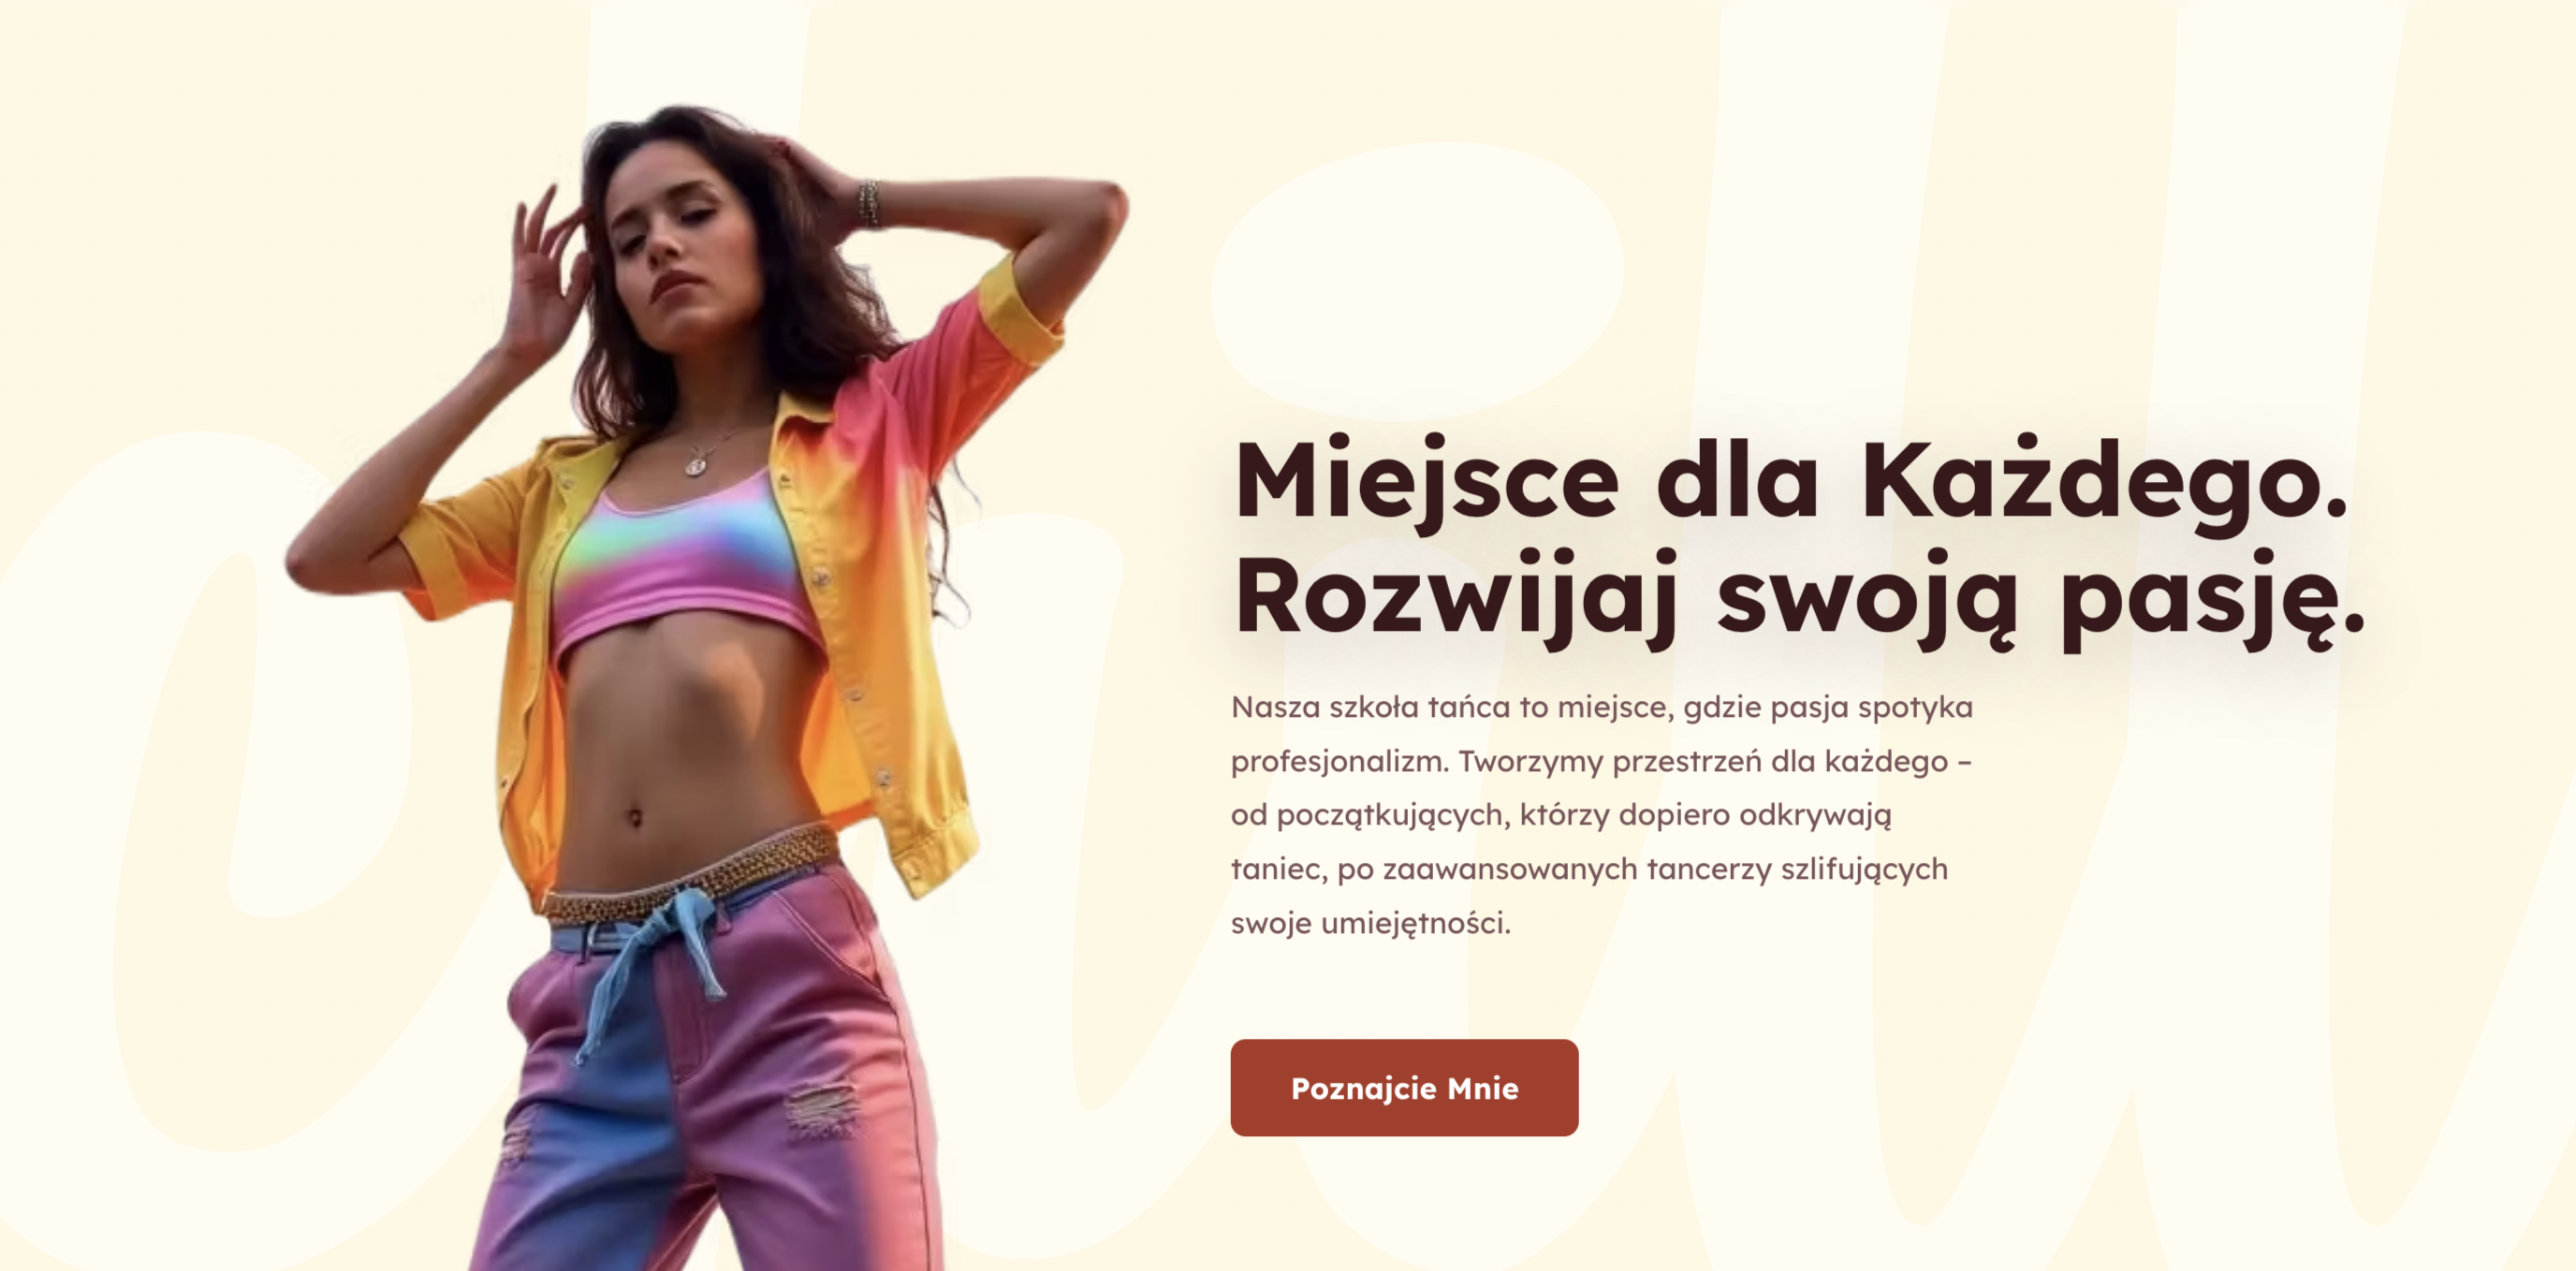 Miejsce dla Każdego.
Rozwijaj swoją pasję.
Nasza szkoła tańca to miejsce, gdzie pasja spotyka
profesjonalizm. Tworzymy przestrzeń dla każdego –
od początkujących, którzy dopiero odkrywają
taniec, po zaawansowanych tancerzy szlifujących
swoje umiejętności.
Poznajcie Mnie